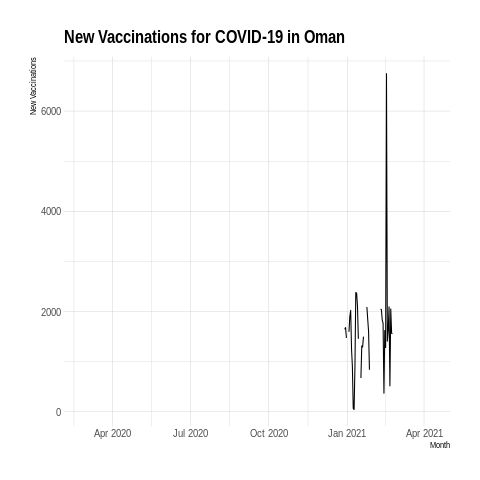 New Vaccinations for COVID-19 in Oman
New Vaccinations
6000
4000
2000
0
Apr 2020
Jul 2020
Oct 2020
Jan 2021
Apr 2021
Month